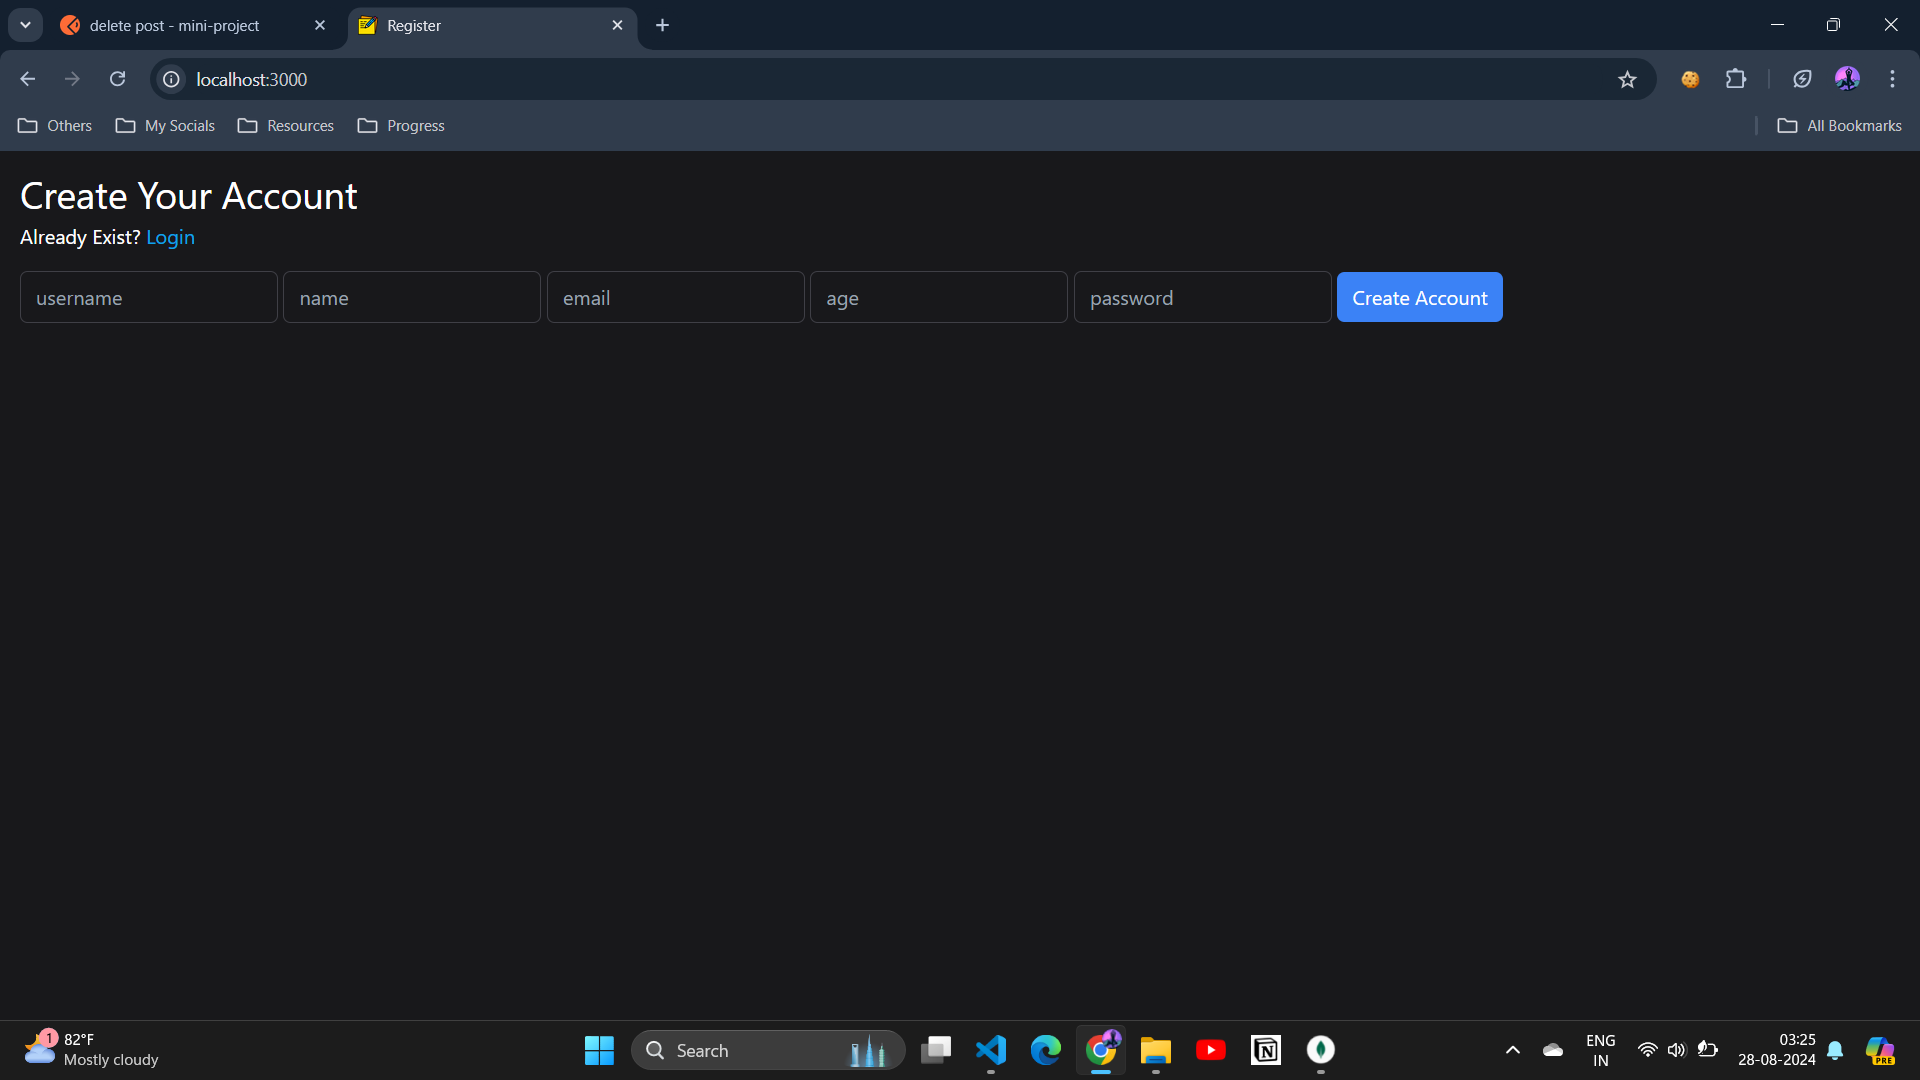 delete post - mini-project
Register
localhost:3000
Others
My Socials
Resources
Progress
All Bookmarks
Create Your Account
Already Exist? Login
username
name
email
age
password
Create Account
1
82°F
Mostly cloudy
Search
N
ENG
IN
03:25
28-08-2024
PRE